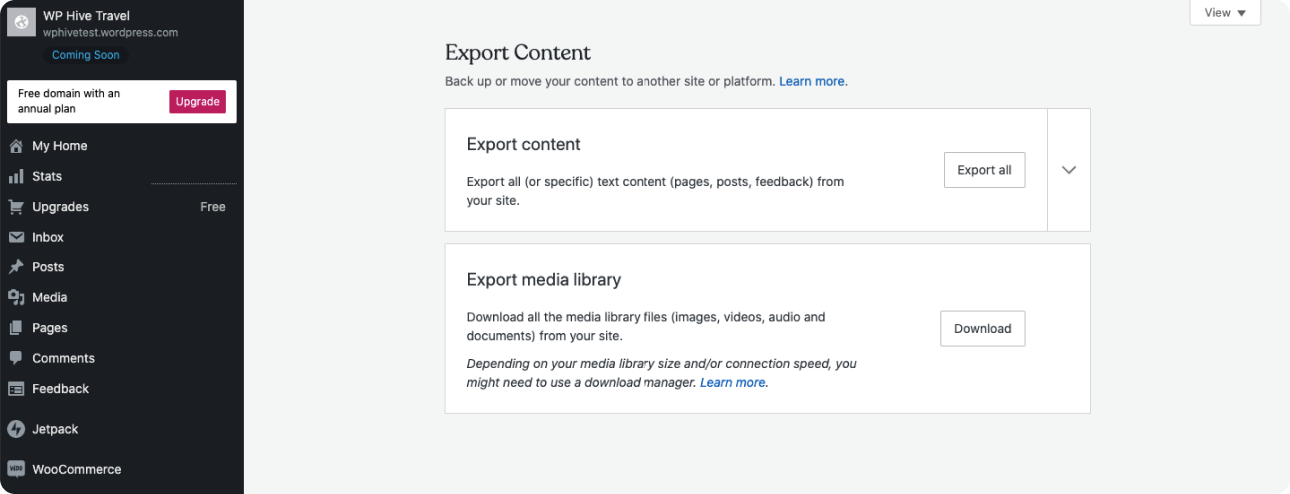 WP Hive Travel
wphivetest.wordpress.com
Coming Soon
Free domain with an
annual plan
Upgrade
My Home
Stats
Upgrades Free
Inbox
Posts
Media
Pages
Comments
Feedback
Jetpack
WOO WooCommerce
View
Export Content
Back up or move your content to another site or platform. Learn more.
Export content
Export all (or specific) text content (pages, posts, feedback) from
your site.
Export all
Export media library
Download all the media library files (images, videos, audio and
documents) from your site.
Depending on your media library size and/or connection speed, you
might need to use a download manager. Learn more.
Download